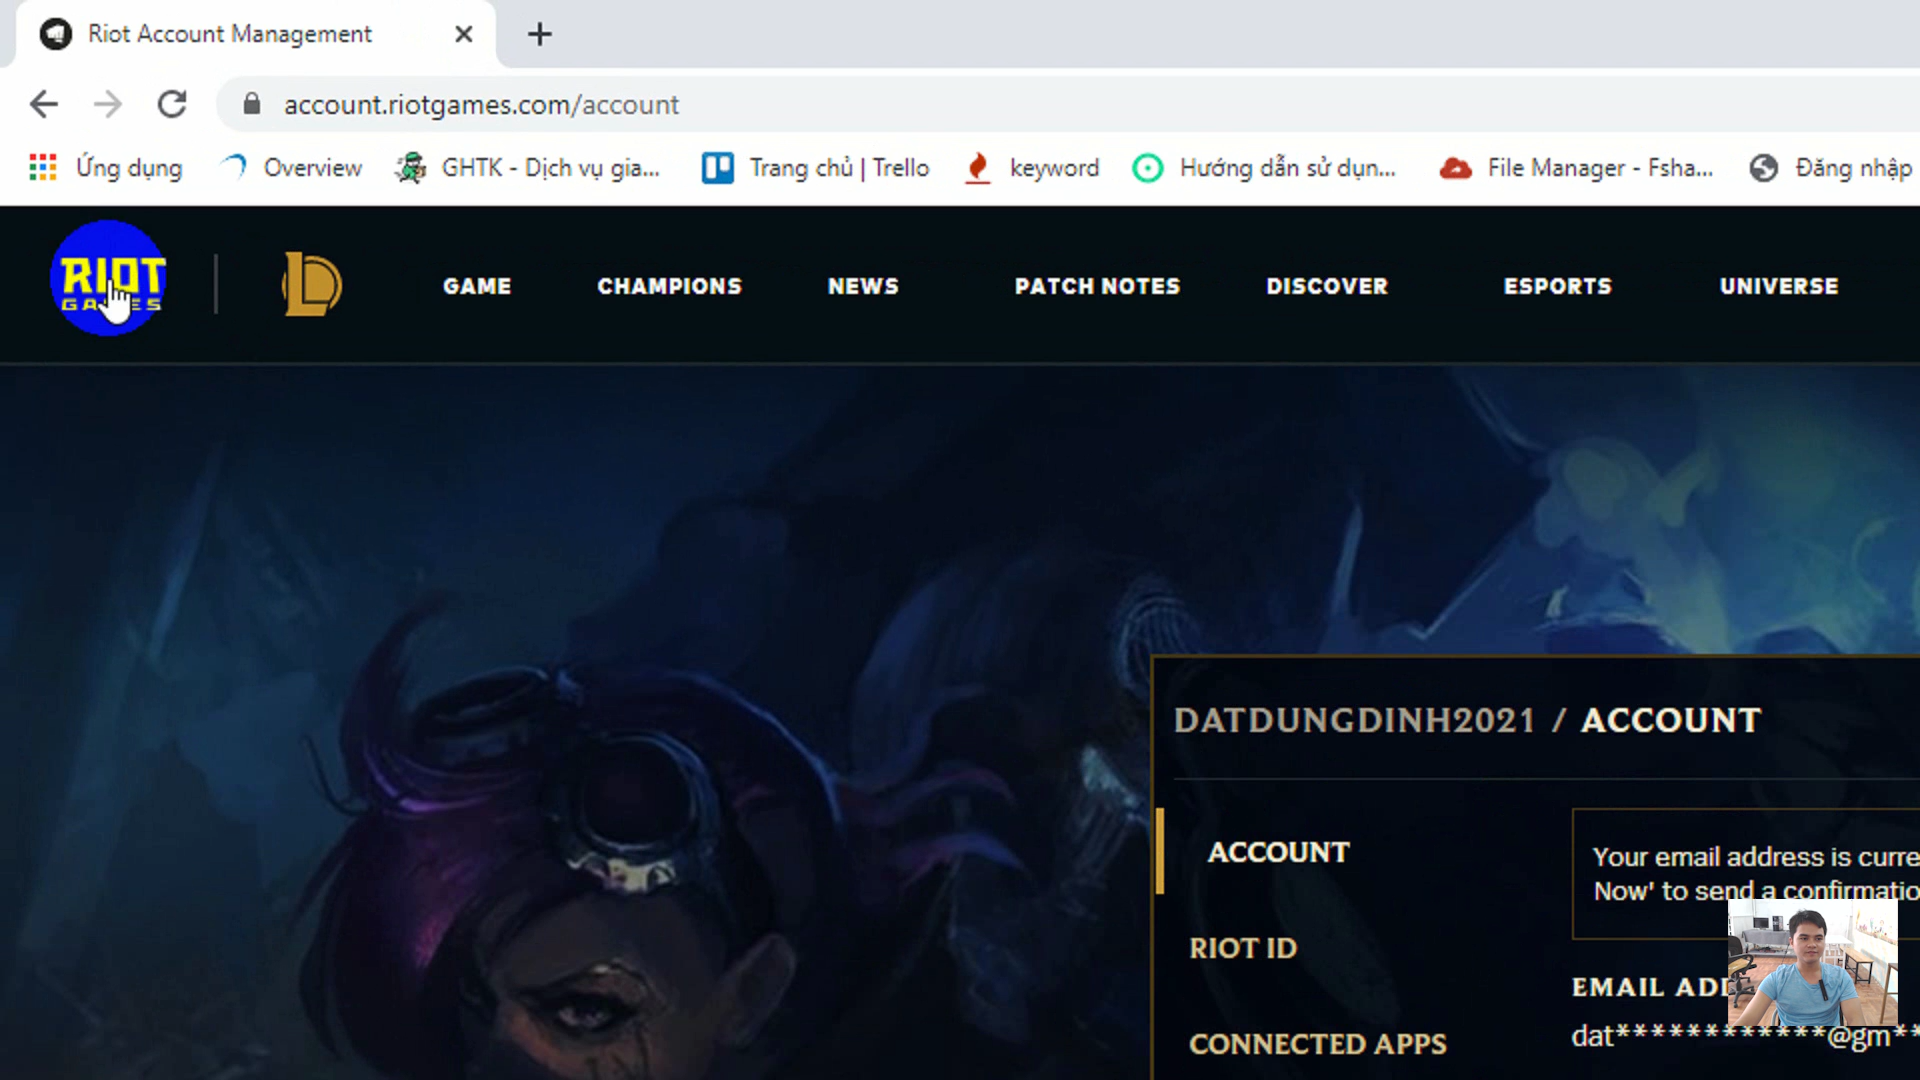 Riot Account Management
account.riotgames.com/account
Ứng dụng Overview GHTK - Dịch vụ gia... Trang chủ | Trello keyword Hướng dẫn sử dụn... File Manager - Fsha... Đăng nhập
RIOT
GAMES
GAME CHAMPIONS NEWS PATCH NOTES DISCOVER ESPORTS UNIVERSE
DATDUNGDINH2021 / ACCOUNT
ACCOUNT
RIOT ID
CONNECTED APPS
Your email address is curre
Now' to send a confirmatio
EMAIL ADD
dat************@gm**